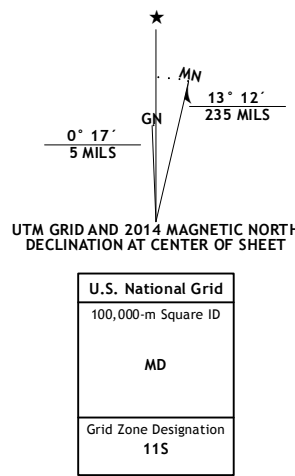 ★
MN
GN
13° 12´
235 MILS
0° 17´
5 MILS
UTM GRID AND 2014 MAGNETIC NORTH
DECLINATION AT CENTER OF SHEET
U.S. National Grid
100,000-m Square ID
MD
Grid Zone Designation
11S